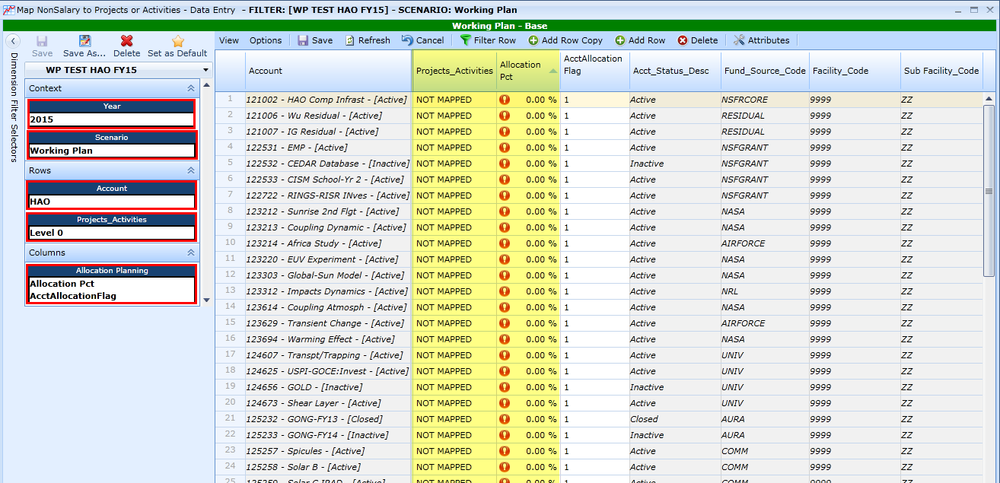 Map NonSalary to Projects or Activities - Data Entry - FILTER: [WP TEST HAO FY15] - SCENARIO: Working Plan
Working Plan - Base
Save Save As... Delete Set as Default
View Options Save Refresh Cancel Filter Row Add Row Copy Add Row Delete Attributes
Dimension Filter Selectors
WP TEST HAO FY15
Context
Year
2015
Scenario
Working Plan
Rows
Account
HAO
Projects_Activities
Level 0
Columns
Allocation Planning
Allocation Pct
AcctAllocationFlag
Account Projects_Activities Allocation Pct AcctAllocation Flag Acct_Status_Desc Fund_Source_Code Facility_Code Sub Facility_Code
1 121002 - HAO Comp Infrast - [Active] NOT MAPPED 0.00 % 1 Active NSFRCORE 9999 ZZ
2 121006 - Wu Residual - [Active] NOT MAPPED 0.00 % 1 Active RESIDUAL 9999 ZZ
3 121007 - IG Residual - [Active] NOT MAPPED 0.00 % 1 Active RESIDUAL 9999 ZZ
4 122531 - EMP - [Active] NOT MAPPED 0.00 % 1 Active NSFGRANT 9999 ZZ
5 122532 - CEDAR Database - [Inactive] NOT MAPPED 0.00 % 1 Inactive NSFGRANT 9999 ZZ
6 122533 - CISM School-Yr 2 - [Active] NOT MAPPED 0.00 % 1 Active NSFGRANT 9999 ZZ
7 122722 - RINGS-RISR INves - [Active] NOT MAPPED 0.00 % 1 Active NSFGRANT 9999 ZZ
8 123212 - Sunrise 2nd Flgt - [Active] NOT MAPPED 0.00 % 1 Active NASA 9999 ZZ
9 123213 - Coupling Dynamic - [Active] NOT MAPPED 0.00 % 1 Active NASA 9999 ZZ
10 123214 - Africa Study - [Active] NOT MAPPED 0.00 % 1 Active AIRFORCE 9999 ZZ
11 123220 - EUV Experiment - [Active] NOT MAPPED 0.00 % 1 Active NASA 9999 ZZ
12 123303 - Global-Sun Model - [Active] NOT MAPPED 0.00 % 1 Active NASA 9999 ZZ
13 123312 - Impacts Dynamics - [Active] NOT MAPPED 0.00 % 1 Active NRL 9999 ZZ
14 123614 - Coupling Atmosph - [Active] NOT MAPPED 0.00 % 1 Active NASA 9999 ZZ
15 123629 - Transient Change - [Active] NOT MAPPED 0.00 % 1 Active AIRFORCE 9999 ZZ
16 123694 - Warming Effect - [Active] NOT MAPPED 0.00 % 1 Active NASA 9999 ZZ
17 124607 - Transpt/Trapping - [Active] NOT MAPPED 0.00 % 1 Active UNIV 9999 ZZ
18 124625 - USPI-GOCE:Invest - [Active] NOT MAPPED 0.00 % 1 Active UNIV 9999 ZZ
19 124656 - GOLD - [Inactive] NOT MAPPED 0.00 % 1 Inactive UNIV 9999 ZZ
20 124673 - Shear Layer - [Active] NOT MAPPED 0.00 % 1 Active UNIV 9999 ZZ
21 125232 - GONG-FY13 - [Closed] NOT MAPPED 0.00 % 1 Closed AURA 9999 ZZ
22 125233 - GONG-FY14 - [Inactive] NOT MAPPED 0.00 % 1 Inactive AURA 9999 ZZ
23 125257 - Spicules - [Active] NOT MAPPED 0.00 % 1 Active COMM 9999 ZZ
24 125258 - Solar B - [Active] NOT MAPPED 0.00 % 1 Active COMM 9999 ZZ
25 125259 - Solar C IRAD - [Active] NOT MAPPED 0.00 % 1 Active COMM 9999 ZZ